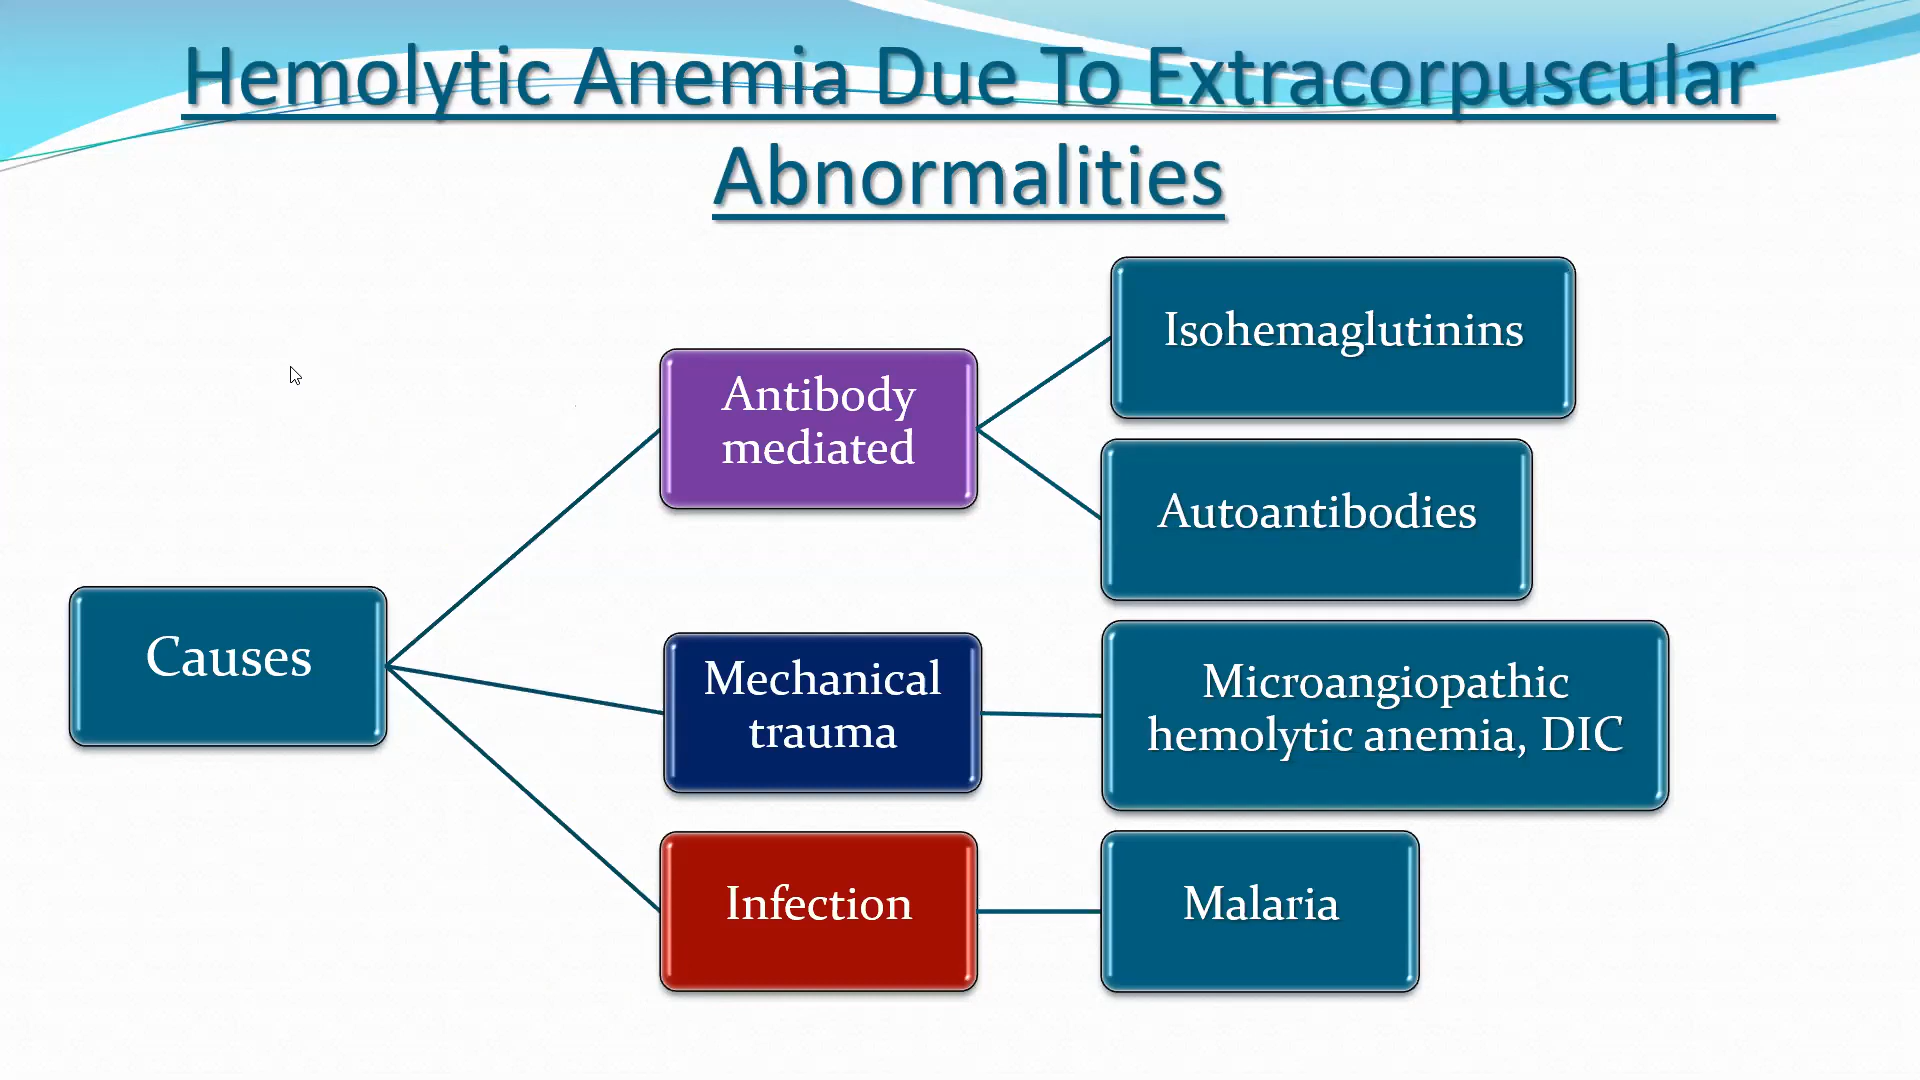 Hemolytic Anemia Due To Extracorpuscular
Abnormalities
Causes
Antibody
mediated
Isohemaglutinins
Autoantibodies
Mechanical
trauma
Microangiopathic
hemolytic anemia, DIC
Infection
Malaria